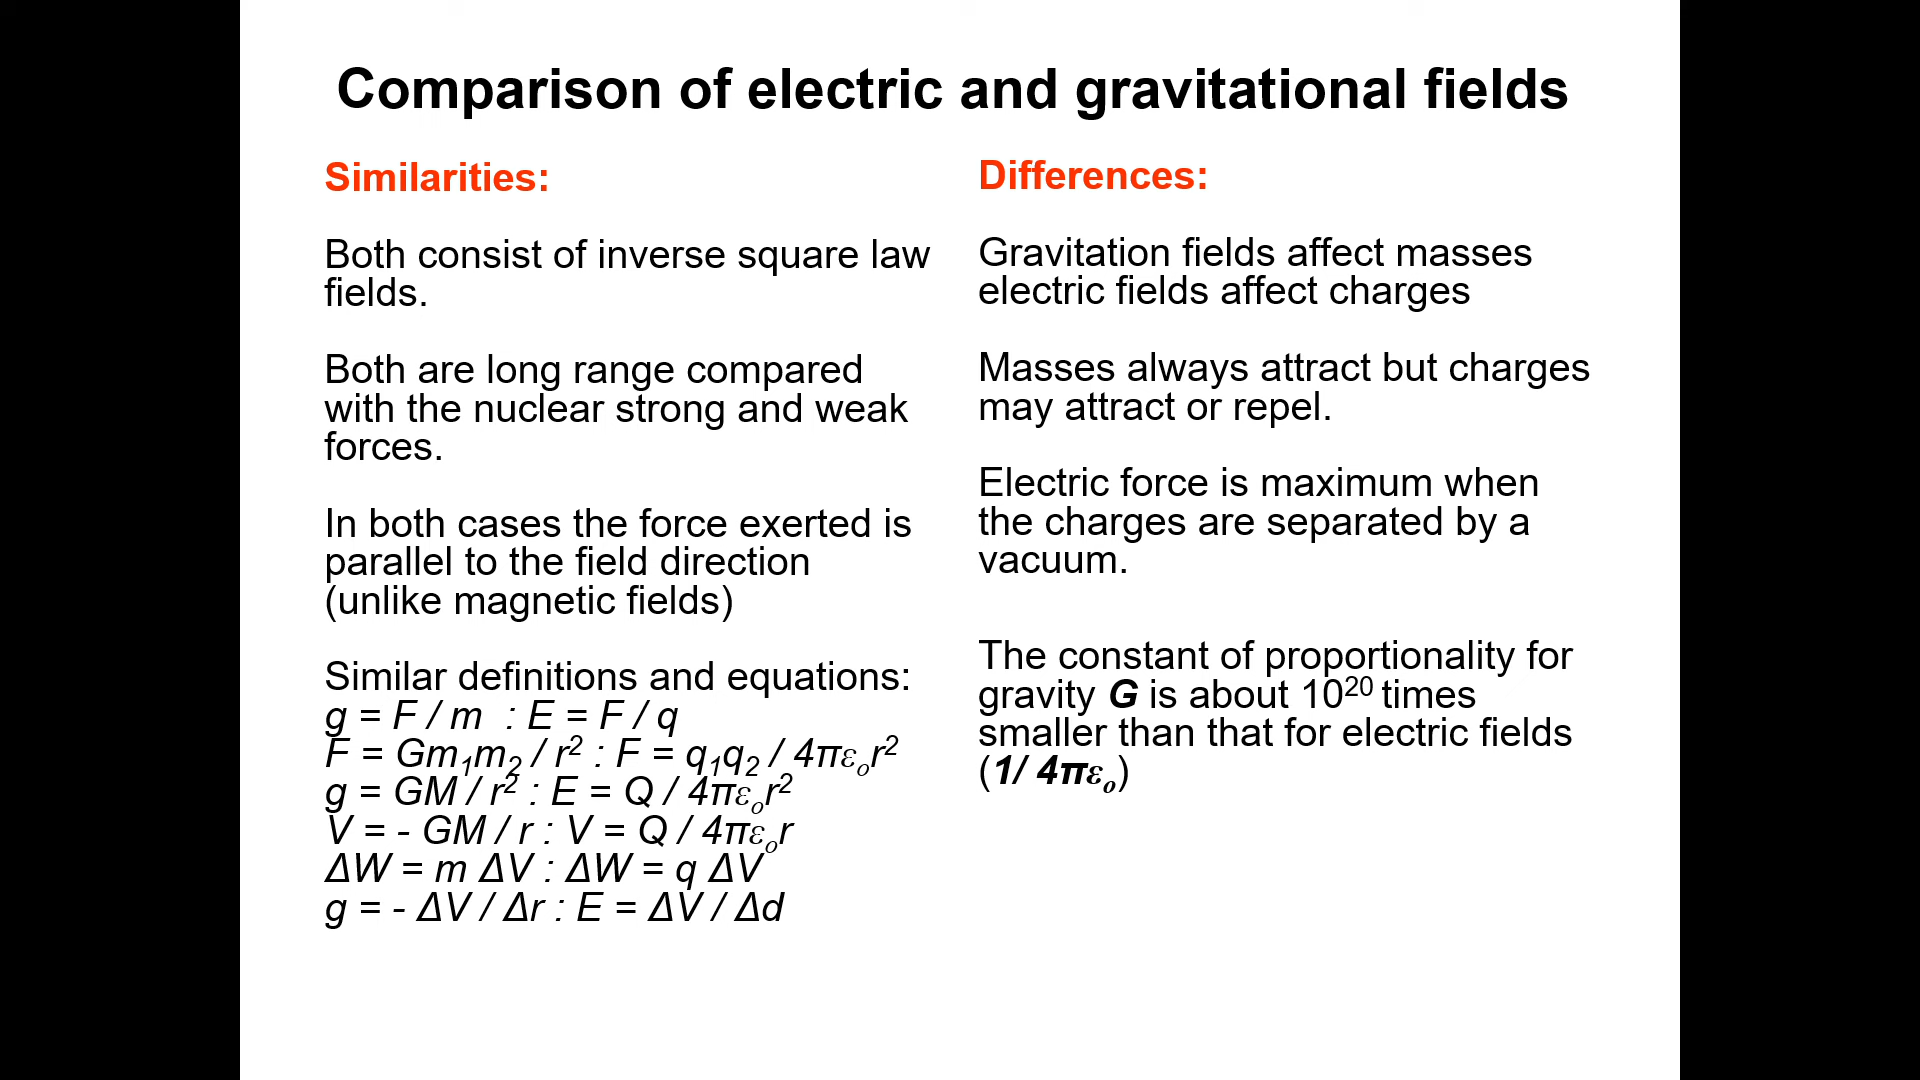 Comparison of electric and gravitational fields
Similarities:
Both consist of inverse square law
fields.
Both are long range compared
with the nuclear strong and weak
forces.
In both cases the force exerted is
parallel to the field direction
(unlike magnetic fields)
Similar definitions and equations:
g = F / m : E = F / q
F = Gm₁m₂ / r² : F = q₁q₂ / 4πεₒr²
g = GM / r² : E = Q / 4πεₒr²
V = - GM / r : V = Q / 4πεₒr
ΔW = m ΔV : ΔW = q ΔV
g = - ΔV / Δr : E = ΔV / Δd
Differences:
Gravitation fields affect masses
electric fields affect charges
Masses always attract but charges
may attract or repel.
Electric force is maximum when
the charges are separated by a
vacuum.
The constant of proportionality for
gravity G is about 10²⁰ times
smaller than that for electric fields
(1/ 4πεₒ)